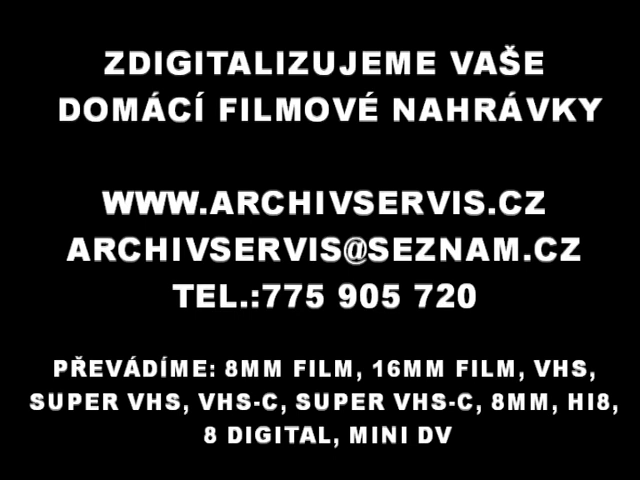 ZDIGITALIZUJEME VAŠE
DOMÁCÍ FILMOVÉ NAHRÁVKY
WWW.ARCHIVSERVIS.CZ
ARCHIVSERVIS@SEZNAM.CZ
TEL.:775 905 720
PŘEVÁDÍME: 8MM FILM, 16MM FILM, VHS,
SUPER VHS, VHS-C, SUPER VHS-C, 8MM, HI8,
8 DIGITAL, MINI DV